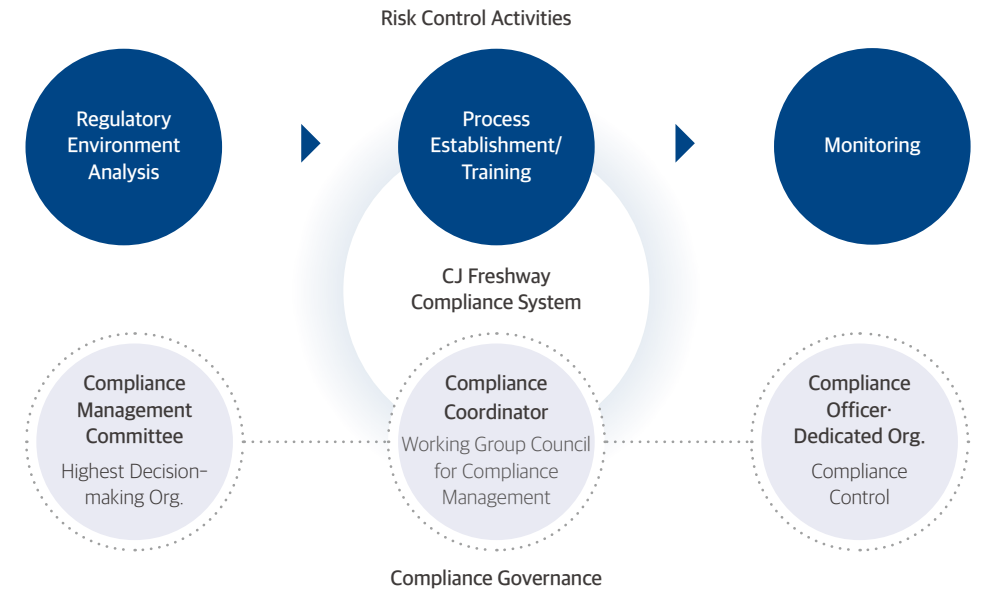 Risk Control Activities
Regulatory
Environment
Analysis
Process
Establishment/
Training
Monitoring
CJ Freshway
Compliance System
Compliance
Management
Committee
Highest Decision-
making Org.
Compliance
Coordinator
Working Group Council
for Compliance
Management
Compliance
Officer·
Dedicated Org.
Compliance
Control
Compliance Governance